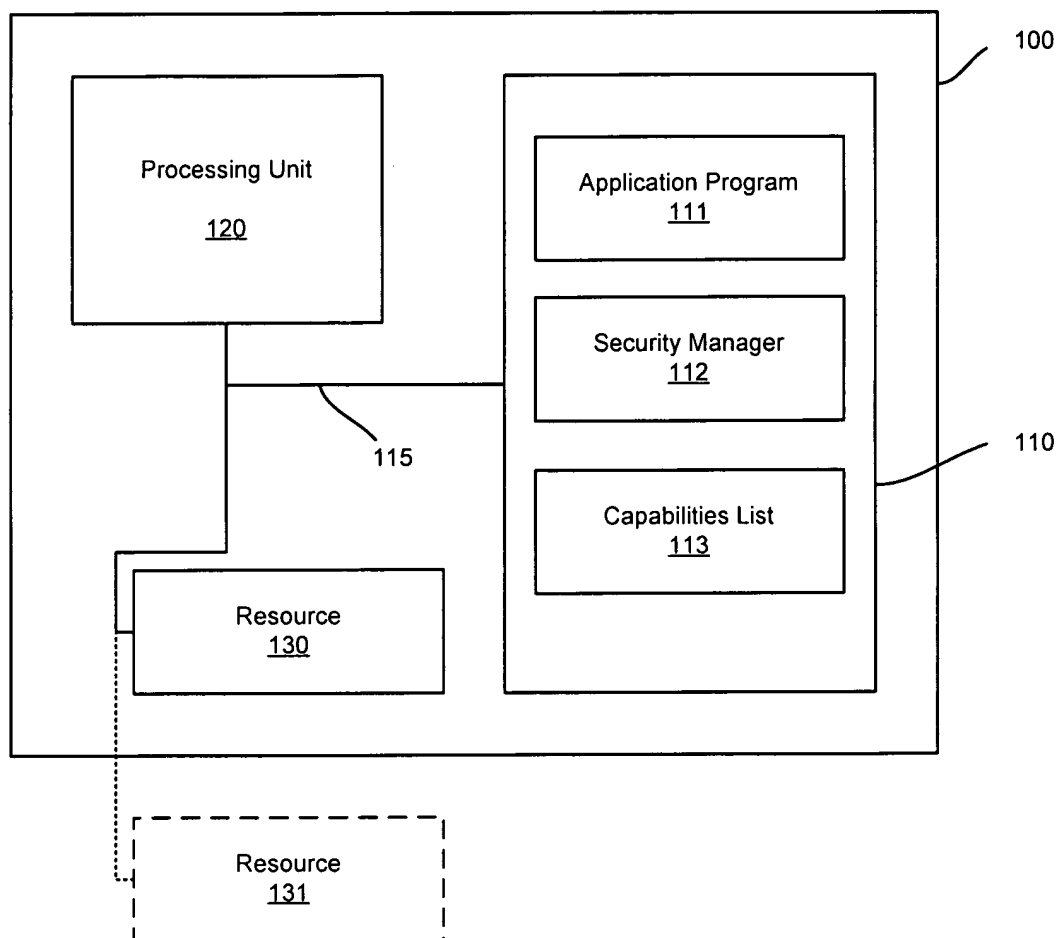 100
Processing Unit
120
Application Program
111
Security Manager
112
115
110
Capabilities List
113
Resource
130
Resource
131